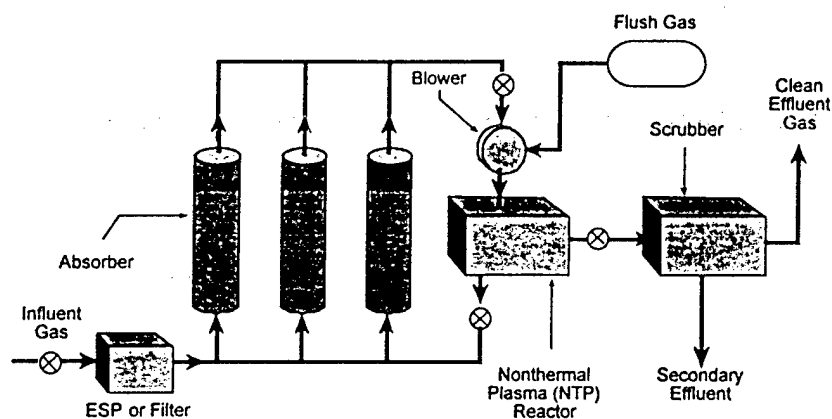 Flush Gas
Blower
Clean
Effluent
Gas
Scrubber
Absorber
Influent
Gas
ESP or Filter
Nonthermal
Plasma (NTP)
Reactor
Secondary
Effluent